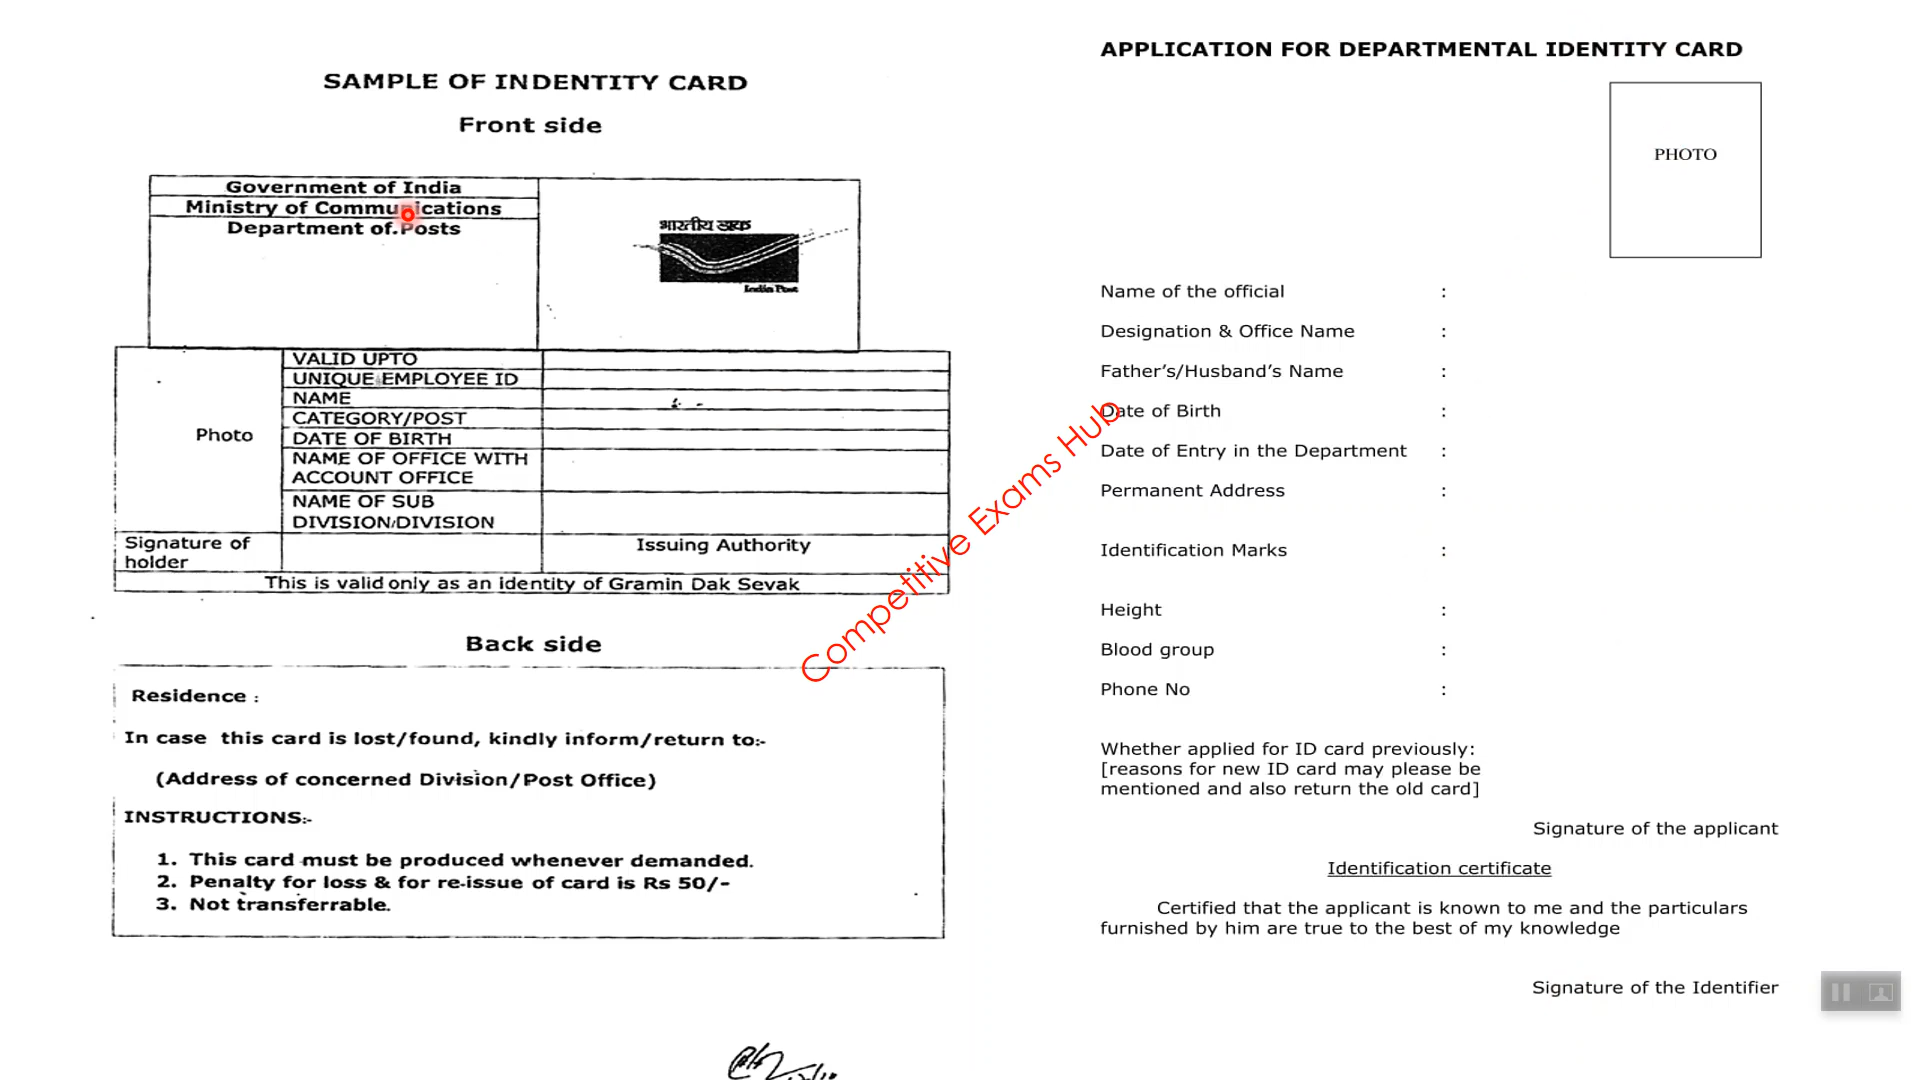 SAMPLE OF INDENTITY CARD
Front side
Government of India
Ministry of Communications
Department of Posts
भारतीय डाक
India Post
Photo
VALID UPTO
UNIQUE EMPLOYEE ID
NAME
CATEGORY/POST
DATE OF BIRTH
NAME OF OFFICE WITH
ACCOUNT OFFICE
NAME OF SUB
DIVISION/DIVISION
Signature of
holder
Issuing Authority
This is valid only as an identity of Gramin Dak Sevak
Back side
Residence :
In case this card is lost/found, kindly inform/return to:-
(Address of concerned Division/Post Office)
INSTRUCTIONS:-
1. This card must be produced whenever demanded.
2. Penalty for loss & for re-issue of card is Rs 50/-
3. Not transferrable.
Competitive Exams Hub
APPLICATION FOR DEPARTMENTAL IDENTITY CARD
PHOTO
Name of the official :
Designation & Office Name :
Father's/Husband's Name :
Date of Birth :
Date of Entry in the Department :
Permanent Address :
Identification Marks :
Height :
Blood group :
Phone No :
Whether applied for ID card previously:
[reasons for new ID card may please be
mentioned and also return the old card]
Signature of the applicant
Identification certificate
Certified that the applicant is known to me and the particulars
furnished by him are true to the best of my knowledge
Signature of the Identifier